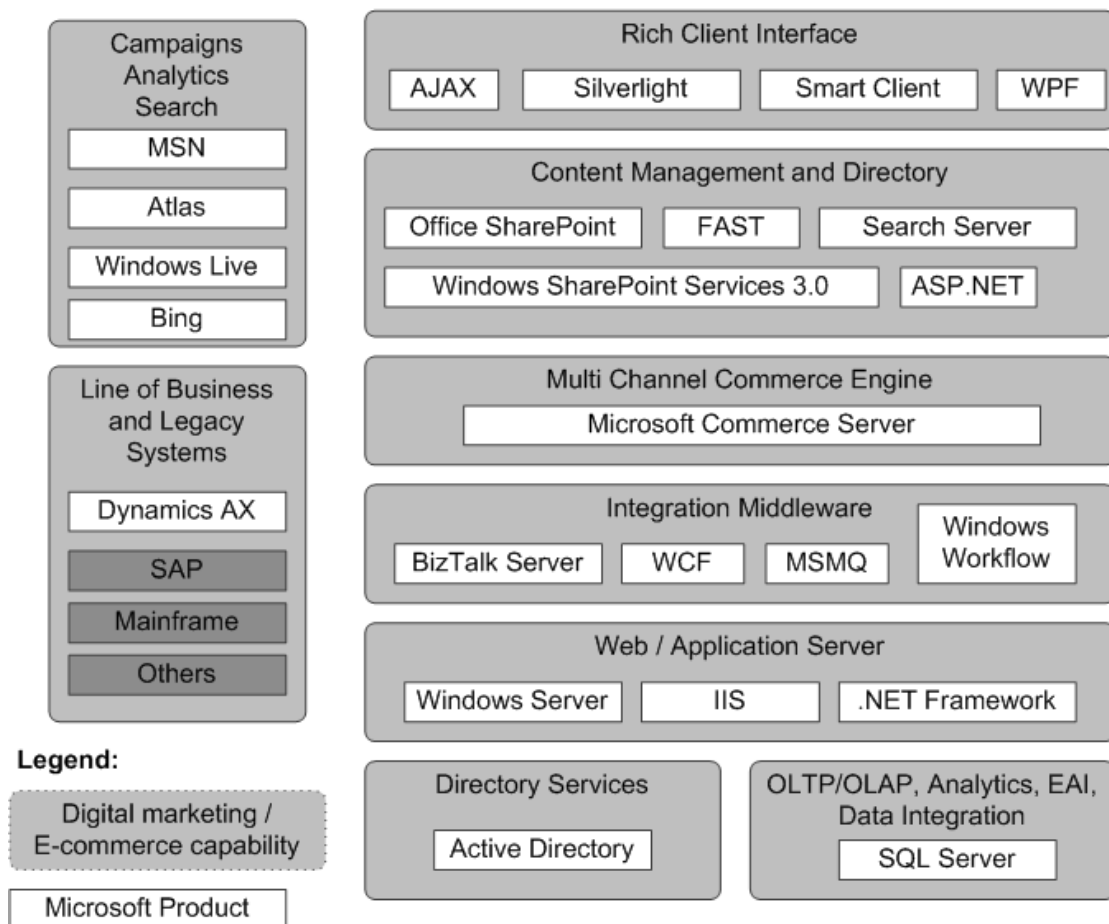 Campaigns
Analytics
Search
MSN
Atlas
Windows Live
Bing
Line of Business
and Legacy
Systems
Dynamics AX
SAP
Mainframe
Others
Legend:
Digital marketing /
E-commerce capability
Microsoft Product
Rich Client Interface
AJAX
Silverlight
Smart Client
WPF
Content Management and Directory
Office SharePoint
FAST
Search Server
Windows SharePoint Services 3.0
ASP.NET
Multi Channel Commerce Engine
Microsoft Commerce Server
Integration Middleware
BizTalk Server
WCF
MSMQ
Windows
Workflow
Web / Application Server
Windows Server
IIS
.NET Framework
Directory Services
Active Directory
OLTP/OLAP, Analytics, EAI,
Data Integration
SQL Server